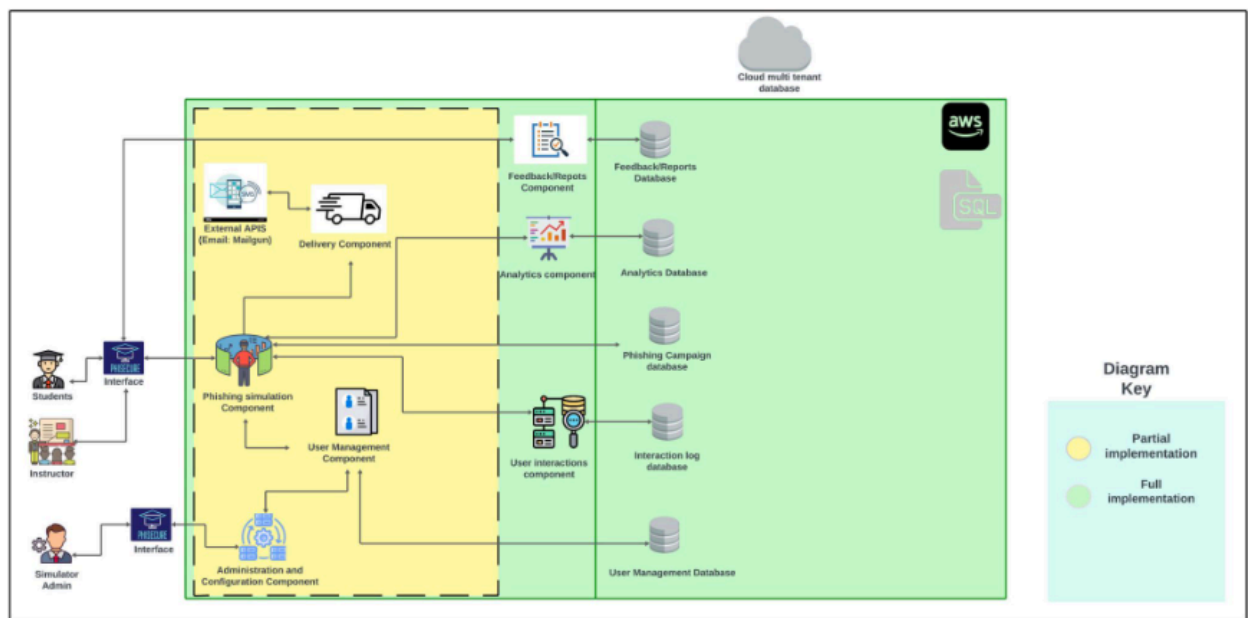 Cloud multi tenant
database
aws
SQL
Feedback/Repots
Component
Feedback/Reports
Database
External APIS
(Email: Mailgun)
Delivery Component
Analytics component
Analytics Database
Phishing Campaign
database
Students
PHISECURE
Interface
Phishing simulation
Component
Instructor
User Management
Component
User interactions
component
Interaction log
database
Simulator
Admin
PHISECURE
Interface
Administration and
Configuration Component
User Management Database
Diagram
Key
Partial
implementation
Full
implementation